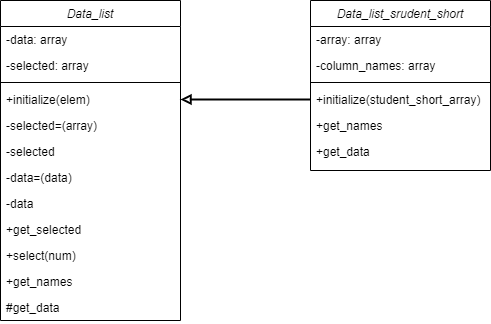 Data_list
-data: array
-selected: array
+initialize(elem)
-selected=(array)
-selected
-data=(data)
-data
+get_selected
+select(num)
+get_names
#get_data
Data_list_srudent_short
-array: array
-column_names: array
+initialize(student_short_array)
+get_names
+get_data